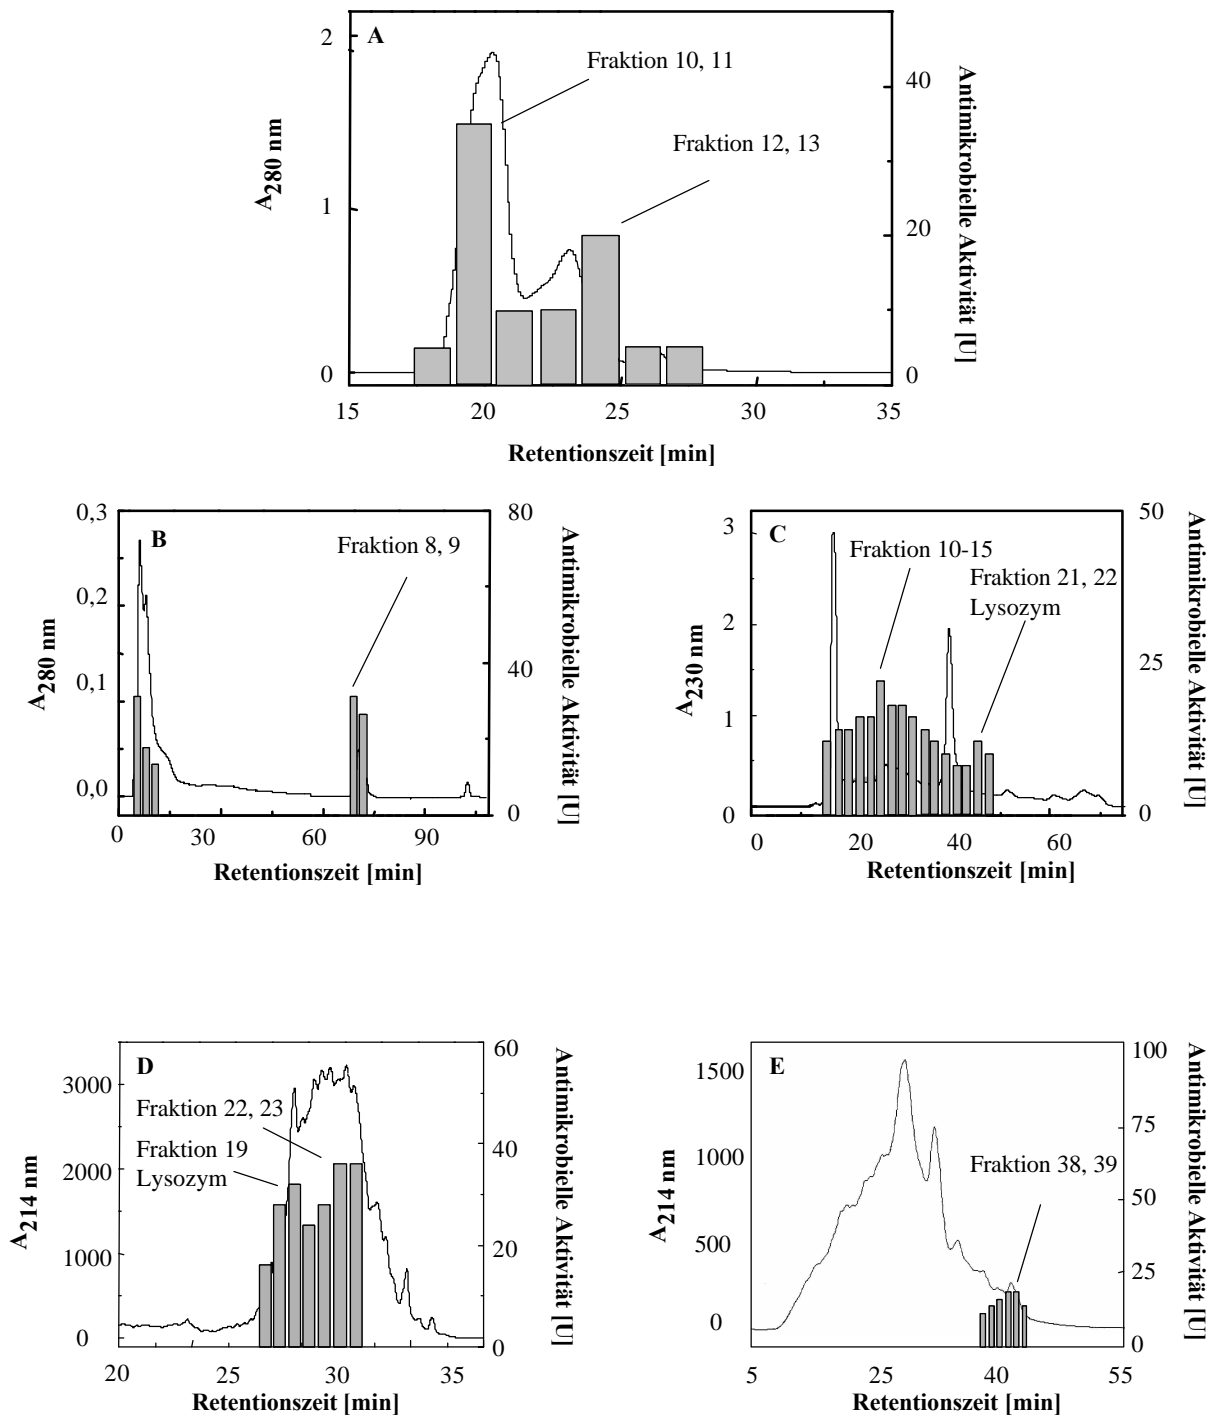 A
Fraktion 10, 11
Fraktion 12, 13
2
1
0
A280 nm
40
20
0
Antimikrobielle Aktivität [U]
15 20 25 30 35
Retentionszeit [min]
B
Fraktion 8, 9
0,3
0,2
0,1
0,0
A280 nm
80
40
0
Antimikrobielle Aktivität [U]
0 30 60 90
Retentionszeit [min]
C
Fraktion 10-15
Fraktion 21, 22
Lysozym
3
2
1
0
A230 nm
50
25
0
Antimikrobielle Aktivität [U]
0 20 40 60
Retentionszeit [min]
D
Fraktion 22, 23
Fraktion 19
Lysozym
3000
2000
1000
0
A214 nm
60
40
20
0
Antimikrobielle Aktivität [U]
20 25 30 35
Retentionszeit [min]
E
Fraktion 38, 39
1500
1000
500
0
A214 nm
100
75
50
25
0
Antimikrobielle Aktivität [U]
5 25 40 55
Retentionszeit [min]